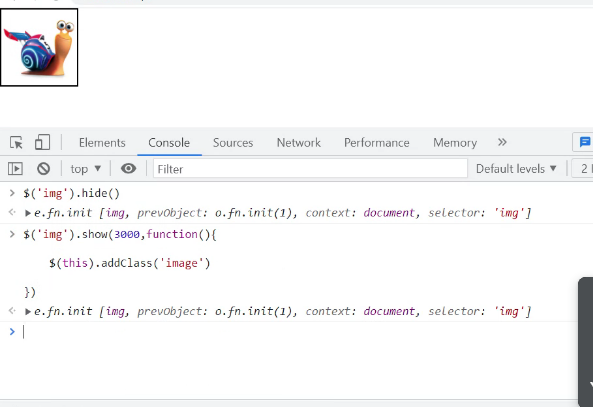 Elements Console Sources Network Performance Memory »
top ▼ Filter Default levels ▼ 2
> $('img').hide()
<· ▶e.fn.init [img, prevObject: o.fn.init(1), context: document, selector: 'img']
> $('img').show(3000,function(){
$(this).addClass('image')
})
<· ▶e.fn.init [img, prevObject: o.fn.init(1), context: document, selector: 'img']
>